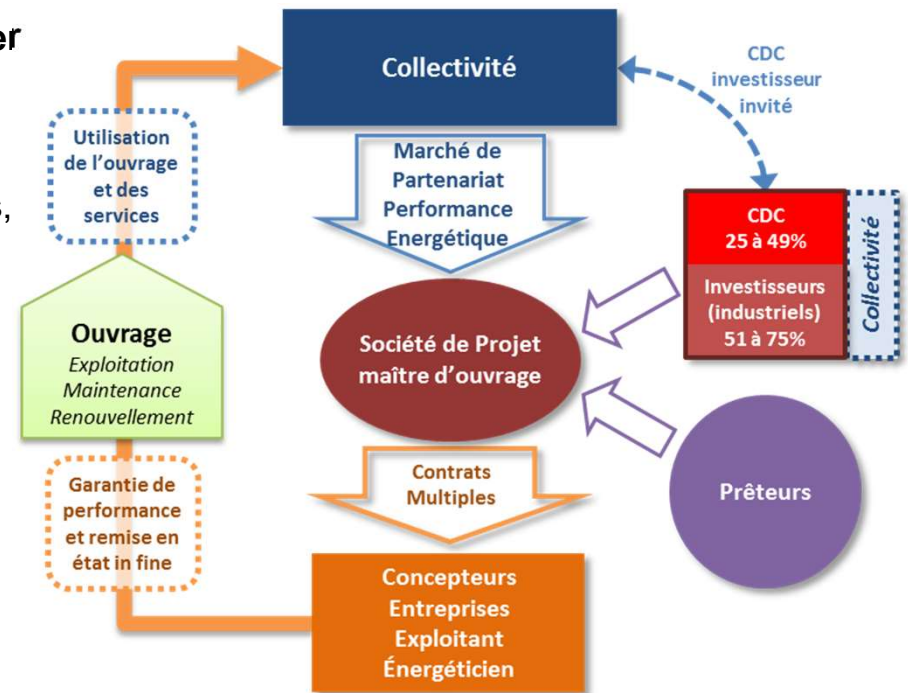 er
s,
Collectivité
CDC
investisseur
invité
Utilisation
de l'ouvrage
et des
services
Marché de
Partenariat
Performance
Energétique
CDC
25 à 49%
Investisseurs
(industriels)
51 à 75%
Collectivité
Ouvrage
Exploitation
Maintenance
Renouvellement
Société de Projet
maître d'ouvrage
Garantie de
performance
et remise en
état in fine
Contrats
Multiples
Prêteurs
Concepteurs
Entreprises
Exploitant
Énergéticien